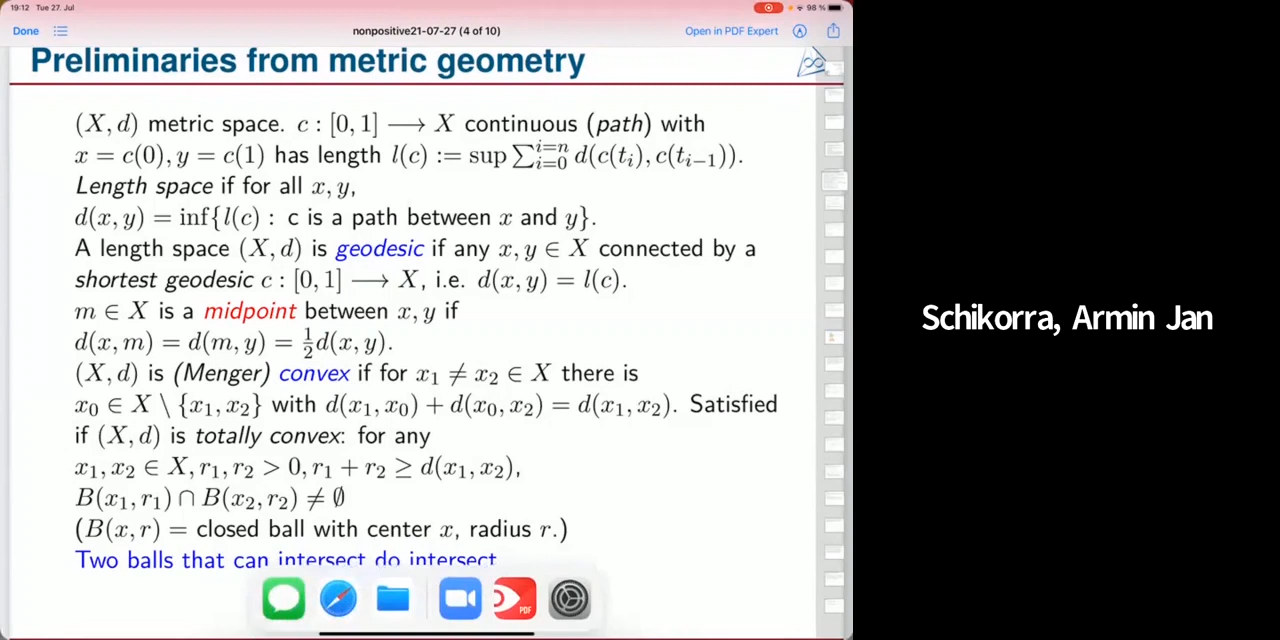 19:12 Tue 27. Jul
98 %
Done
nonpositive21-07-27 (4 of 10)
Open in PDF Expert
Preliminaries from metric geometry
∞
(X, d) metric space. c : [0, 1] ⟶ X continuous (path) with
x = c(0), y = c(1) has length l(c) := sup ∑_{i=0}^{i=n} d(c(t_i), c(t_{i−1})).
Length space if for all x, y,
d(x, y) = inf{l(c) : c is a path between x and y}.
A length space (X, d) is geodesic if any x, y ∈ X connected by a
shortest geodesic c : [0, 1] ⟶ X, i.e. d(x, y) = l(c).
m ∈ X is a midpoint between x, y if
d(x, m) = d(m, y) = ½d(x, y).
(X, d) is (Menger) convex if for x₁ ≠ x₂ ∈ X there is
x₀ ∈ X \ {x₁, x₂} with d(x₁, x₀) + d(x₀, x₂) = d(x₁, x₂). Satisfied
if (X, d) is totally convex: for any
x₁, x₂ ∈ X, r₁, r₂ > 0, r₁ + r₂ ≥ d(x₁, x₂),
B(x₁, r₁) ∩ B(x₂, r₂) ≠ ∅
(B(x, r) = closed ball with center x, radius r.)
Two balls that can intersect do intersect
PDF
Schikorra, Armin Jan